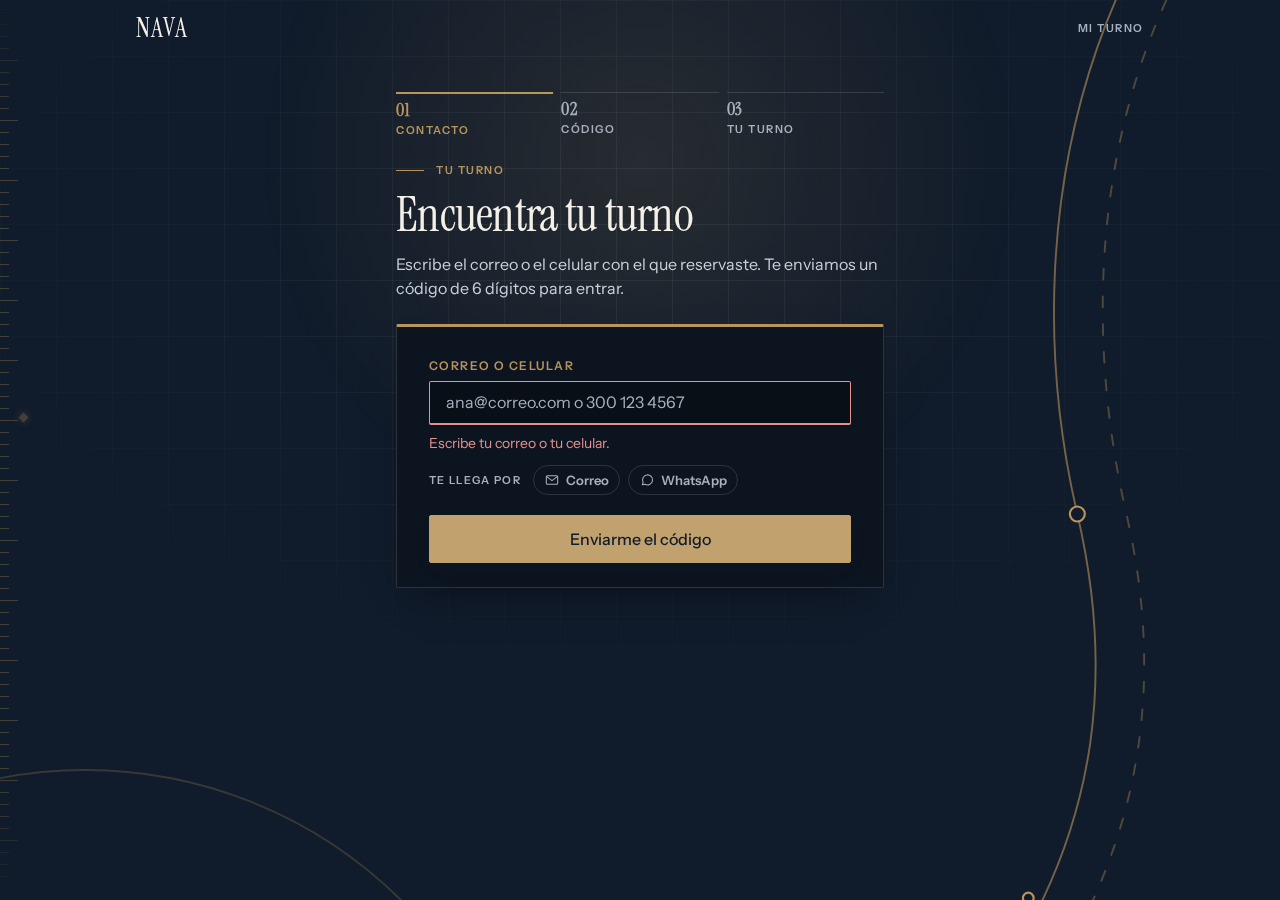 NAVA
MI TURNO
01
CONTACTO
02
CÓDIGO
03
TU TURNO
TU TURNO
Encuentra tu turno
Escribe el correo o el celular con el que reservaste. Te enviamos un
código de 6 dígitos para entrar.
CORREO O CELULAR
ana@correo.com o 300 123 4567
Escribe tu correo o tu celular.
TE LLEGA POR
Correo
WhatsApp
Enviarme el código